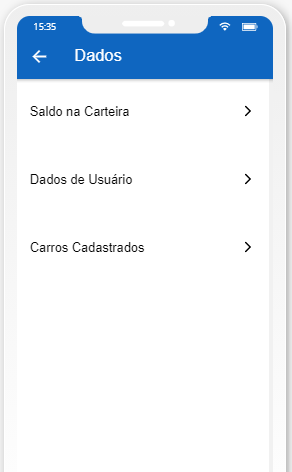 15:35
Dados
Saldo na Carteira
Dados de Usuário
Carros Cadastrados